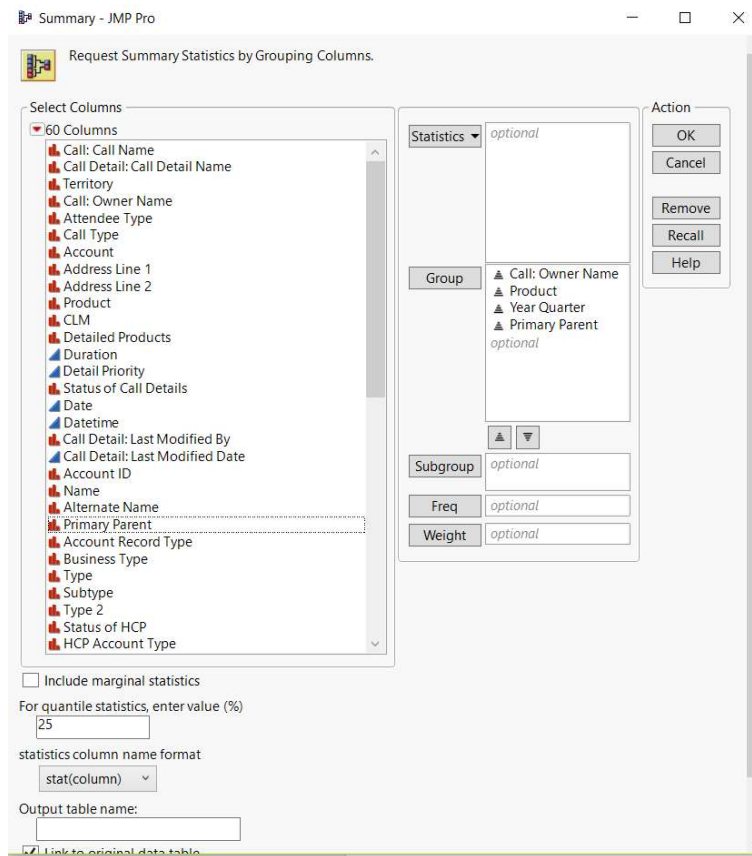 Summary - JMP Pro
Request Summary Statistics by Grouping Columns.
Select Columns
60 Columns
Call: Call Name
Call Detail: Call Detail Name
Territory
Call: Owner Name
Attendee Type
Call Type
Account
Address Line 1
Address Line 2
Product
CLM
Detailed Products
Duration
Detail Priority
Status of Call Details
Date
Datetime
Call Detail: Last Modified By
Call Detail: Last Modified Date
Account ID
Name
Alternate Name
Primary Parent
Account Record Type
Business Type
Type
Subtype
Type 2
Status of HCP
HCP Account Type
Statistics
optional
Group
Call: Owner Name
Product
Year Quarter
Primary Parent
optional
Subgroup
optional
Freq
optional
Weight
optional
Action
OK
Cancel
Remove
Recall
Help
Include marginal statistics
For quantile statistics, enter value (%)
25
statistics column name format
stat(column)
Output table name:
Link to original data table